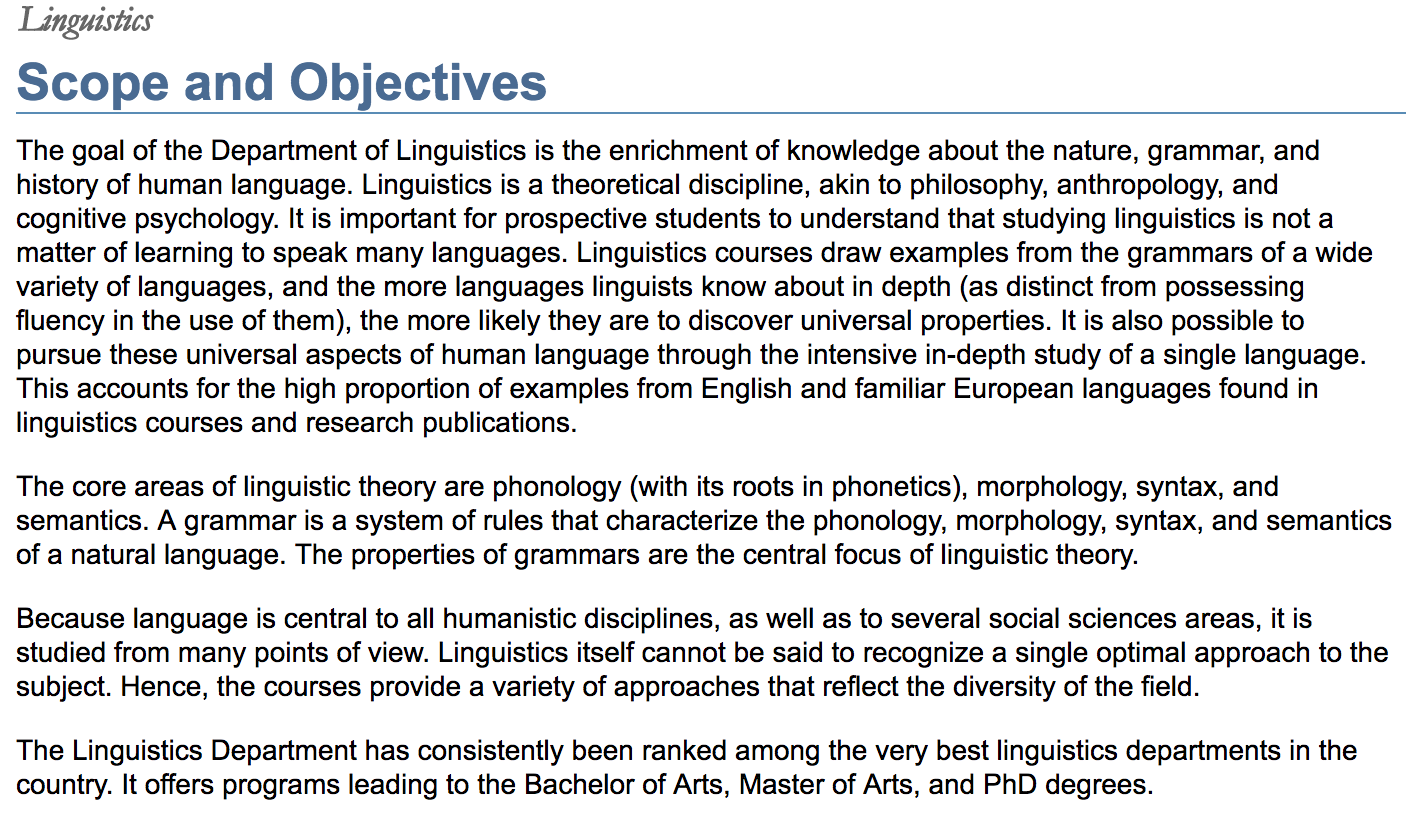 Linguistics
Scope and Objectives
The goal of the Department of Linguistics is the enrichment of knowledge about the nature, grammar, and
history of human language. Linguistics is a theoretical discipline, akin to philosophy, anthropology, and
cognitive psychology. It is important for prospective students to understand that studying linguistics is not a
matter of learning to speak many languages. Linguistics courses draw examples from the grammars of a wide
variety of languages, and the more languages linguists know about in depth (as distinct from possessing
fluency in the use of them), the more likely they are to discover universal properties. It is also possible to
pursue these universal aspects of human language through the intensive in-depth study of a single language.
This accounts for the high proportion of examples from English and familiar European languages found in
linguistics courses and research publications.
The core areas of linguistic theory are phonology (with its roots in phonetics), morphology, syntax, and
semantics. A grammar is a system of rules that characterize the phonology, morphology, syntax, and semantics
of a natural language. The properties of grammars are the central focus of linguistic theory.
Because language is central to all humanistic disciplines, as well as to several social sciences areas, it is
studied from many points of view. Linguistics itself cannot be said to recognize a single optimal approach to the
subject. Hence, the courses provide a variety of approaches that reflect the diversity of the field.
The Linguistics Department has consistently been ranked among the very best linguistics departments in the
country. It offers programs leading to the Bachelor of Arts, Master of Arts, and PhD degrees.